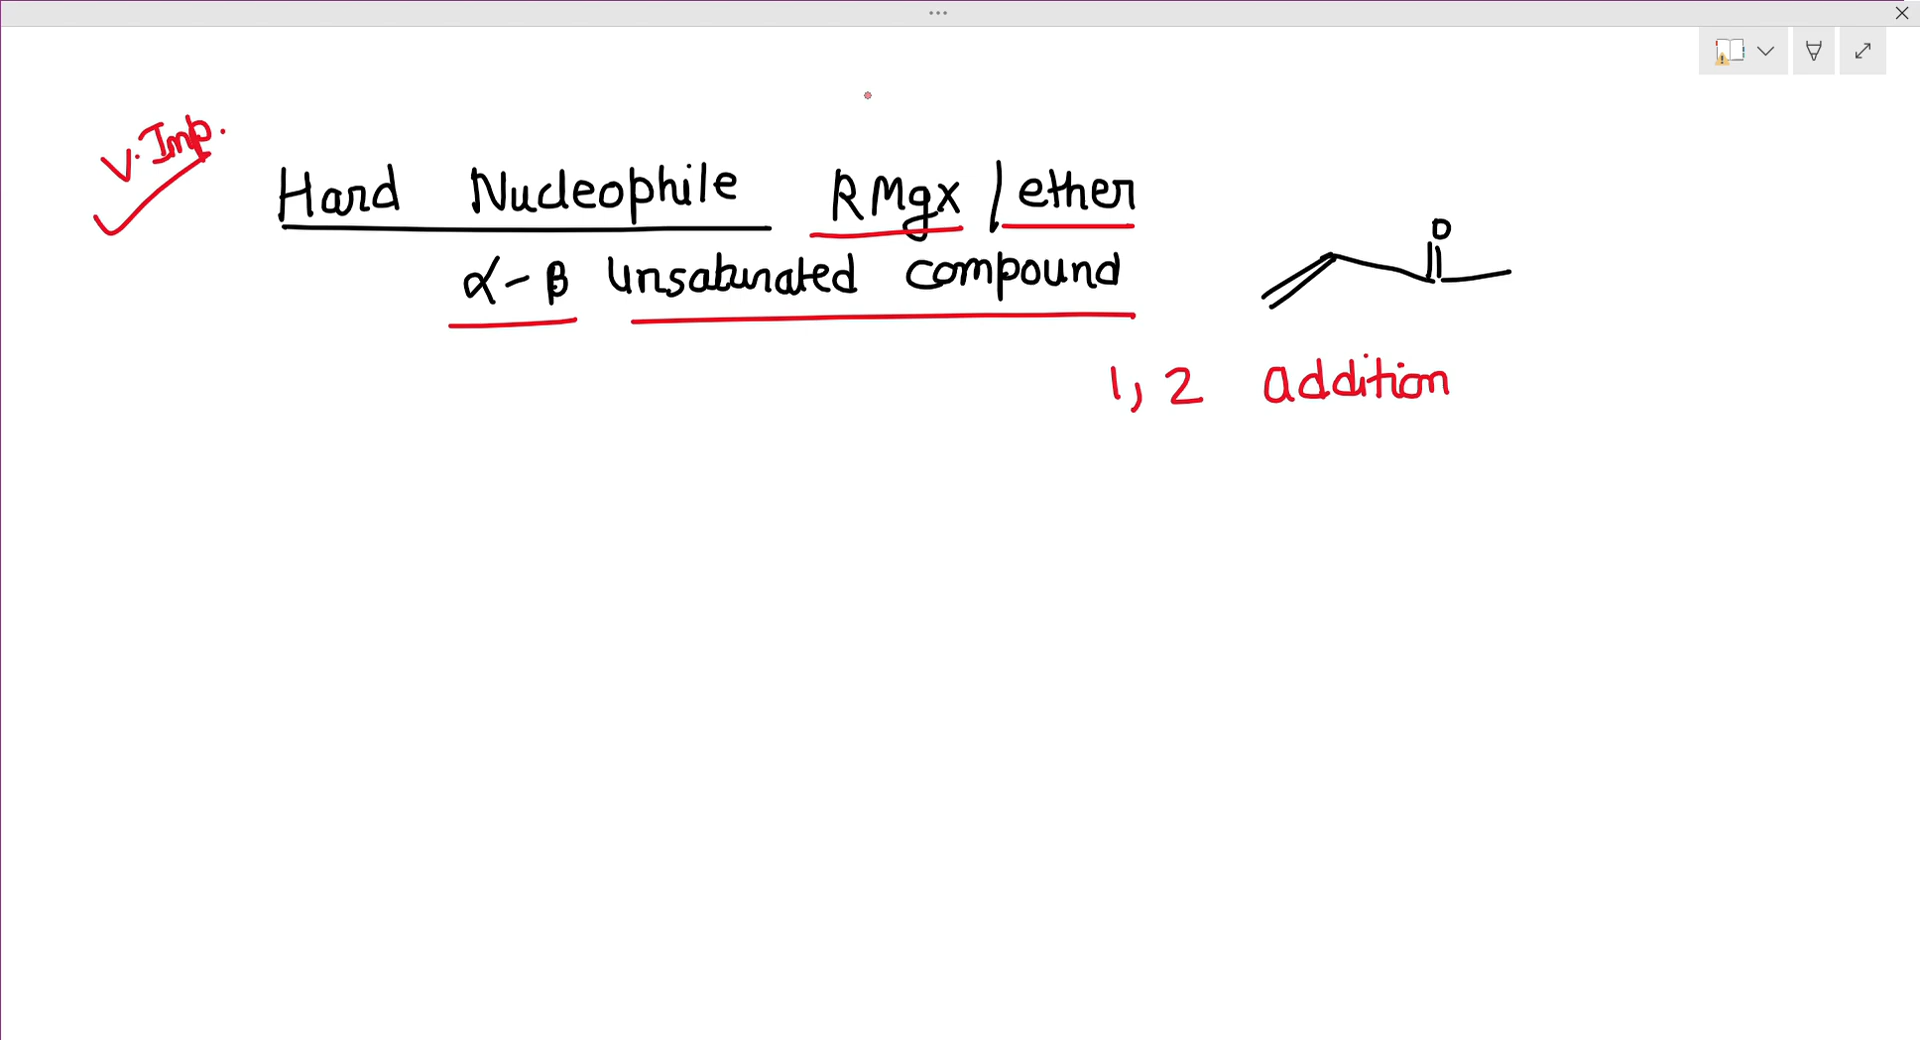 V. Imp.
Hard Nucleophile RMgx / ether
α-β Unsaturated compound
O
1,2 addition